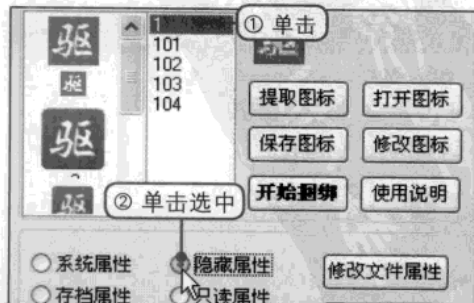 驱
驱
驱
驱
1
101
102
103
104
① 单击
提取图标
打开图标
保存图标
修改图标
开始捆绑
使用说明
② 单击选中
系统属性
隐藏属性
修改文件属性
存档属性
只读属性